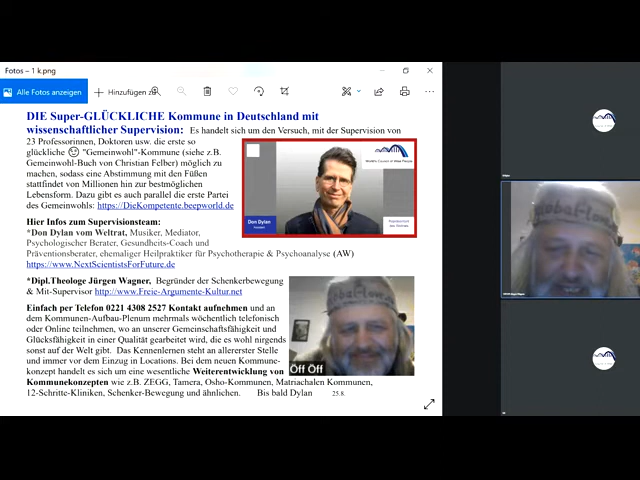 Fotos – 1 k.png
Alle Fotos anzeigen
Hinzufügen zu
DIE Super-GLÜCKLICHE Kommune in Deutschland mit
wissenschaftlicher Supervision: Es handelt sich um den Versuch, mit der Supervision von
23 Professorinnen, Doktoren usw. die erste so
glückliche "Gemeinwohl"-Kommune (siehe z.B.
Gemeinwohl-Buch von Christian Felber) möglich zu
machen, sodass eine Abstimmung mit den Füßen
stattfindet von Millionen hin zur bestmöglichen
Lebensform. Dazu gibt es auch parallel die erste Partei
des Gemeinwohls: https://DieKompetente.beepworld.de
Don Dylan
Hier Infos zum Supervisionsteam:
*Don Dylan vom Weltrat, Musiker, Mediator,
Psychologischer Berater, Gesundheits-Coach und
Präventionsberater, ehemaliger Heilpraktiker für Psychotherapie & Psychoanalyse (AW)
https://www.NextScientistsForFuture.de
*Dipl.Theologe Jürgen Wagner, Begründer der Schenkerbewegung
& Mit-Supervisor http://www.Freie-Argumente-Kultur.net
Einfach per Telefon 0221 4308 2527 Kontakt aufnehmen und an
dem Kommunen-Aufbau-Plenum mehrmals wöchentlich telefonisch
oder Online teilnehmen, wo an unserer Gemeinschaftsfähigkeit und
Glücksfähigkeit in einer Qualität gearbeitet wird, die es wohl nirgends
sonst auf der Welt gibt. Das Kennenlernen steht an allererster Stelle
und immer vor dem Einzug in Locations. Bei dem neuen Kommune-
konzept handelt es sich um eine wesentliche Weiterentwicklung von
Kommunekonzepten wie z.B. ZEGG, Tamera, Osho-Kommunen, Matriachalen Kommunen,
12-Schritte-Kliniken, Schenker-Bewegung und ähnlichen. Bis bald Dylan 25.8.
Öff Öff